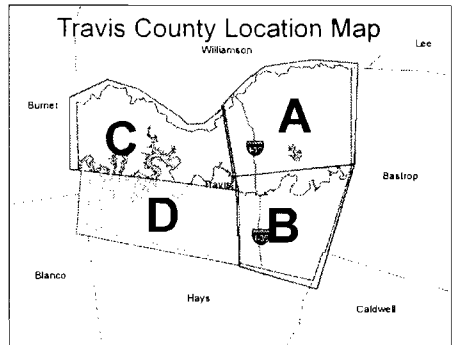 Travis County Location Map
Williamson
Lee
Burnet
A
C
Bastrop
Travis
D
B
Blanco
Hays
Caldwell